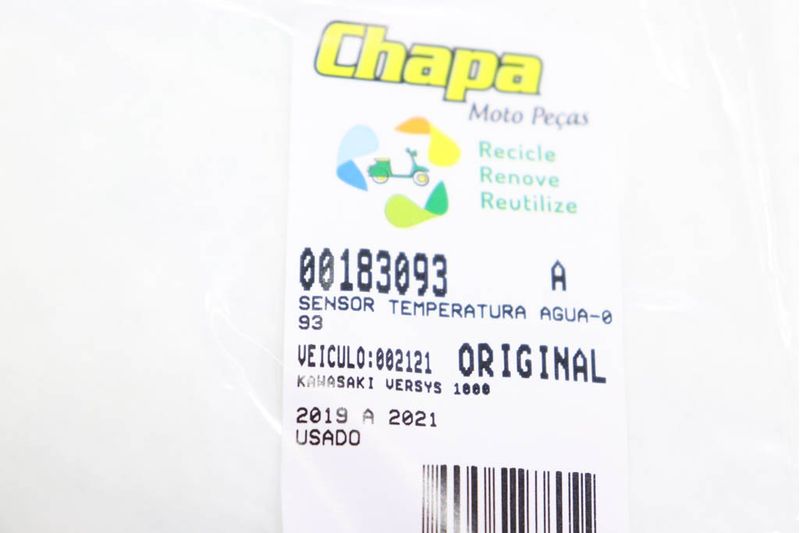 Chapa
Moto Peças
Recicle
Renove
Reutilize
00183093 A
SENSOR TEMPERATURA AGUA-0
93
VEICULO:002121 ORIGINAL
KAWASAKI VERSYS 1000
2019 A 2021
USADO